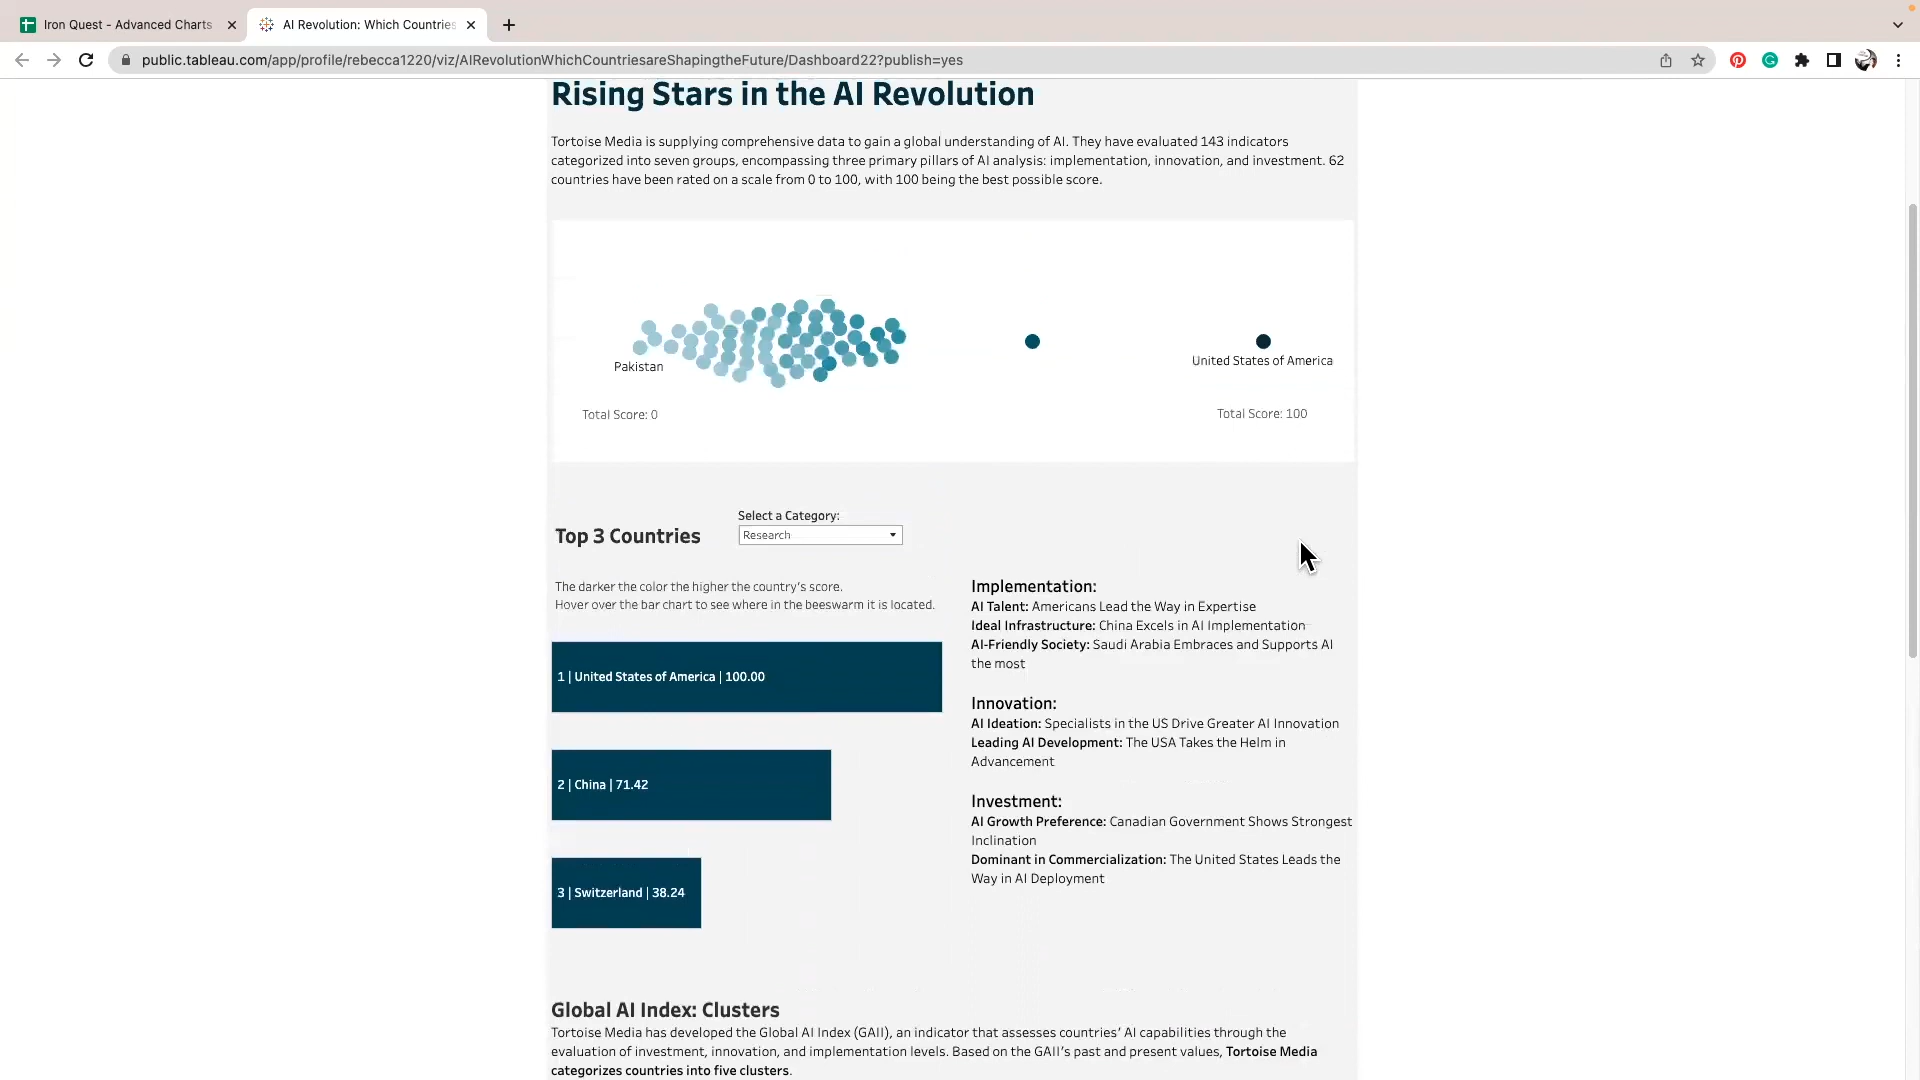 Iron Quest - Advanced Charts
AI Revolution: Which Countries
public.tableau.com/app/profile/rebecca1220/viz/AIRevolutionWhichCountriesareShapingtheFuture/Dashboard22?publish=yes
Rising Stars in the AI Revolution
Tortoise Media is supplying comprehensive data to gain a global understanding of AI. They have evaluated 143 indicators
categorized into seven groups, encompassing three primary pillars of AI analysis: implementation, innovation, and investment. 62
countries have been rated on a scale from 0 to 100, with 100 being the best possible score.
Pakistan
United States of America
Total Score: 0
Total Score: 100
Top 3 Countries
Select a Category:
Research
The darker the color the higher the country's score.
Hover over the bar chart to see where in the beeswarm it is located.
1 | United States of America | 100.00
2 | China | 71.42
3 | Switzerland | 38.24
Implementation:
AI Talent: Americans Lead the Way in Expertise
Ideal Infrastructure: China Excels in AI Implementation
AI-Friendly Society: Saudi Arabia Embraces and Supports AI
the most
Innovation:
AI Ideation: Specialists in the US Drive Greater AI Innovation
Leading AI Development: The USA Takes the Helm in
Advancement
Investment:
AI Growth Preference: Canadian Government Shows Strongest
Inclination
Dominant in Commercialization: The United States Leads the
Way in AI Deployment
Global AI Index: Clusters
Tortoise Media has developed the Global AI Index (GAII), an indicator that assesses countries' AI capabilities through the
evaluation of investment, innovation, and implementation levels. Based on the GAII's past and present values, Tortoise Media
categorizes countries into five clusters.